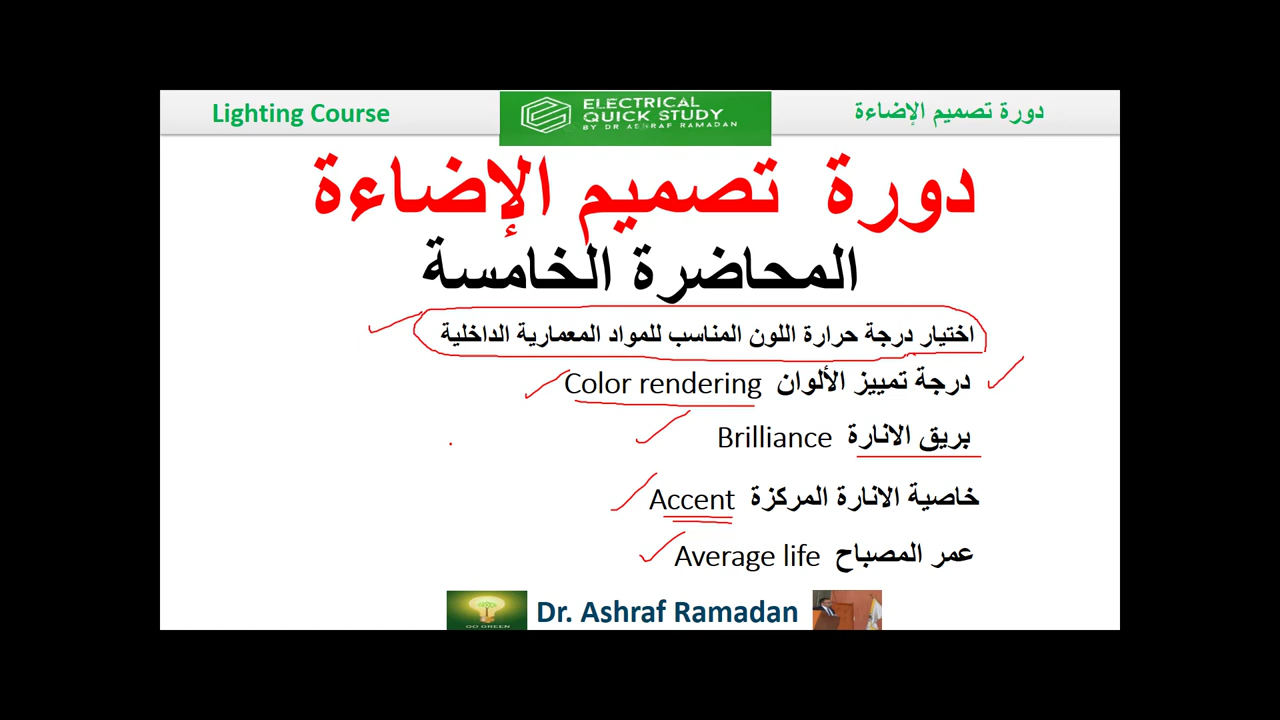 Lighting Course
ELECTRICAL
QUICK STUDY
BY DR ASHRAF RAMADAN
دورة تصميم الإضاءة
دورة تصميم الإضاءة
المحاضرة الخامسة
اختيار درجة حرارة اللون المناسب للمواد المعمارية الداخلية
درجة تمييز الألوان Color rendering
بريق الانارة Brilliance
خاصية الانارة المركزة Accent
عمر المصباح Average life
GO GREEN
Dr. Ashraf Ramadan